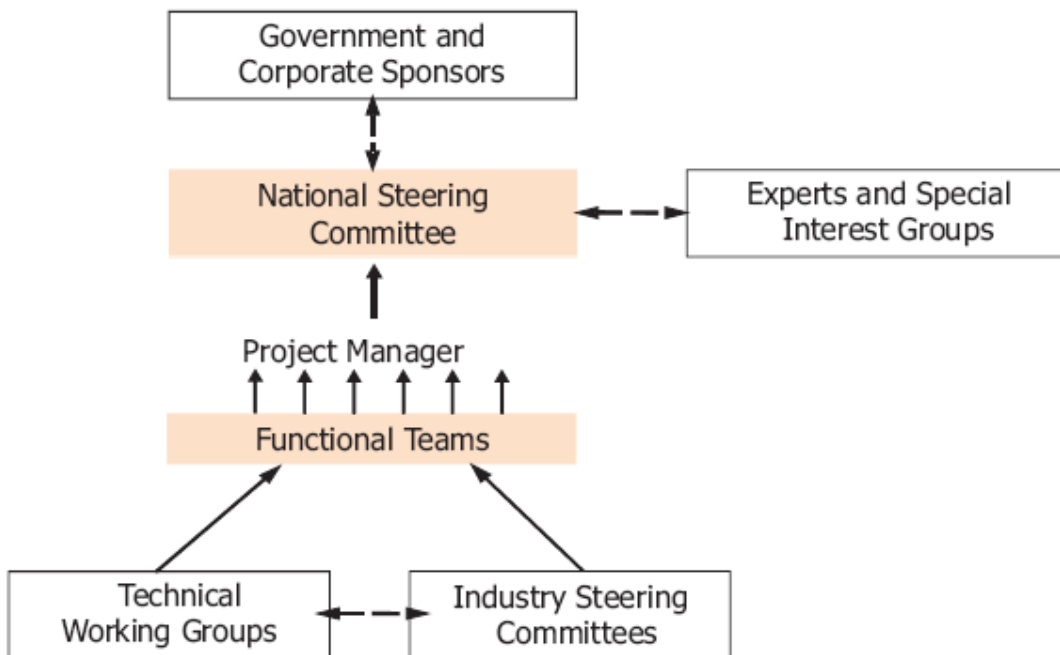 Government and
Corporate Sponsors
National Steering
Committee
Experts and Special
Interest Groups
Project Manager
Functional Teams
Technical
Working Groups
Industry Steering
Committees